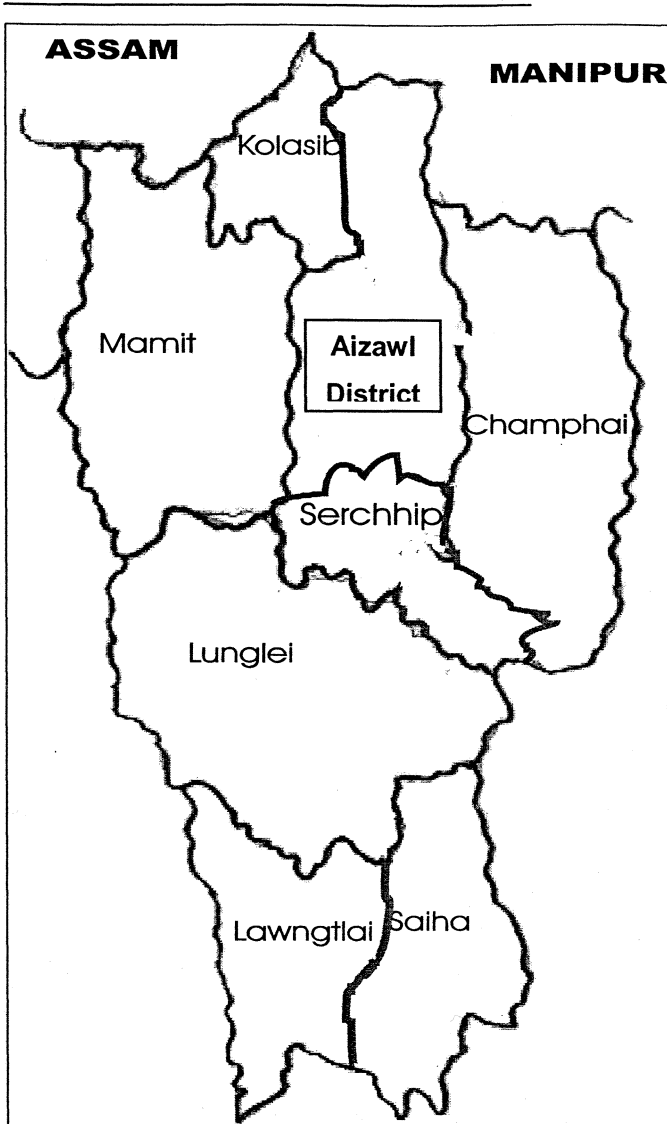 ASSAM
MANIPUR
Kolasib
Mamit
Aizawl
District
Champhai
Serchhip
Lunglei
Lawngtlai
Saiha